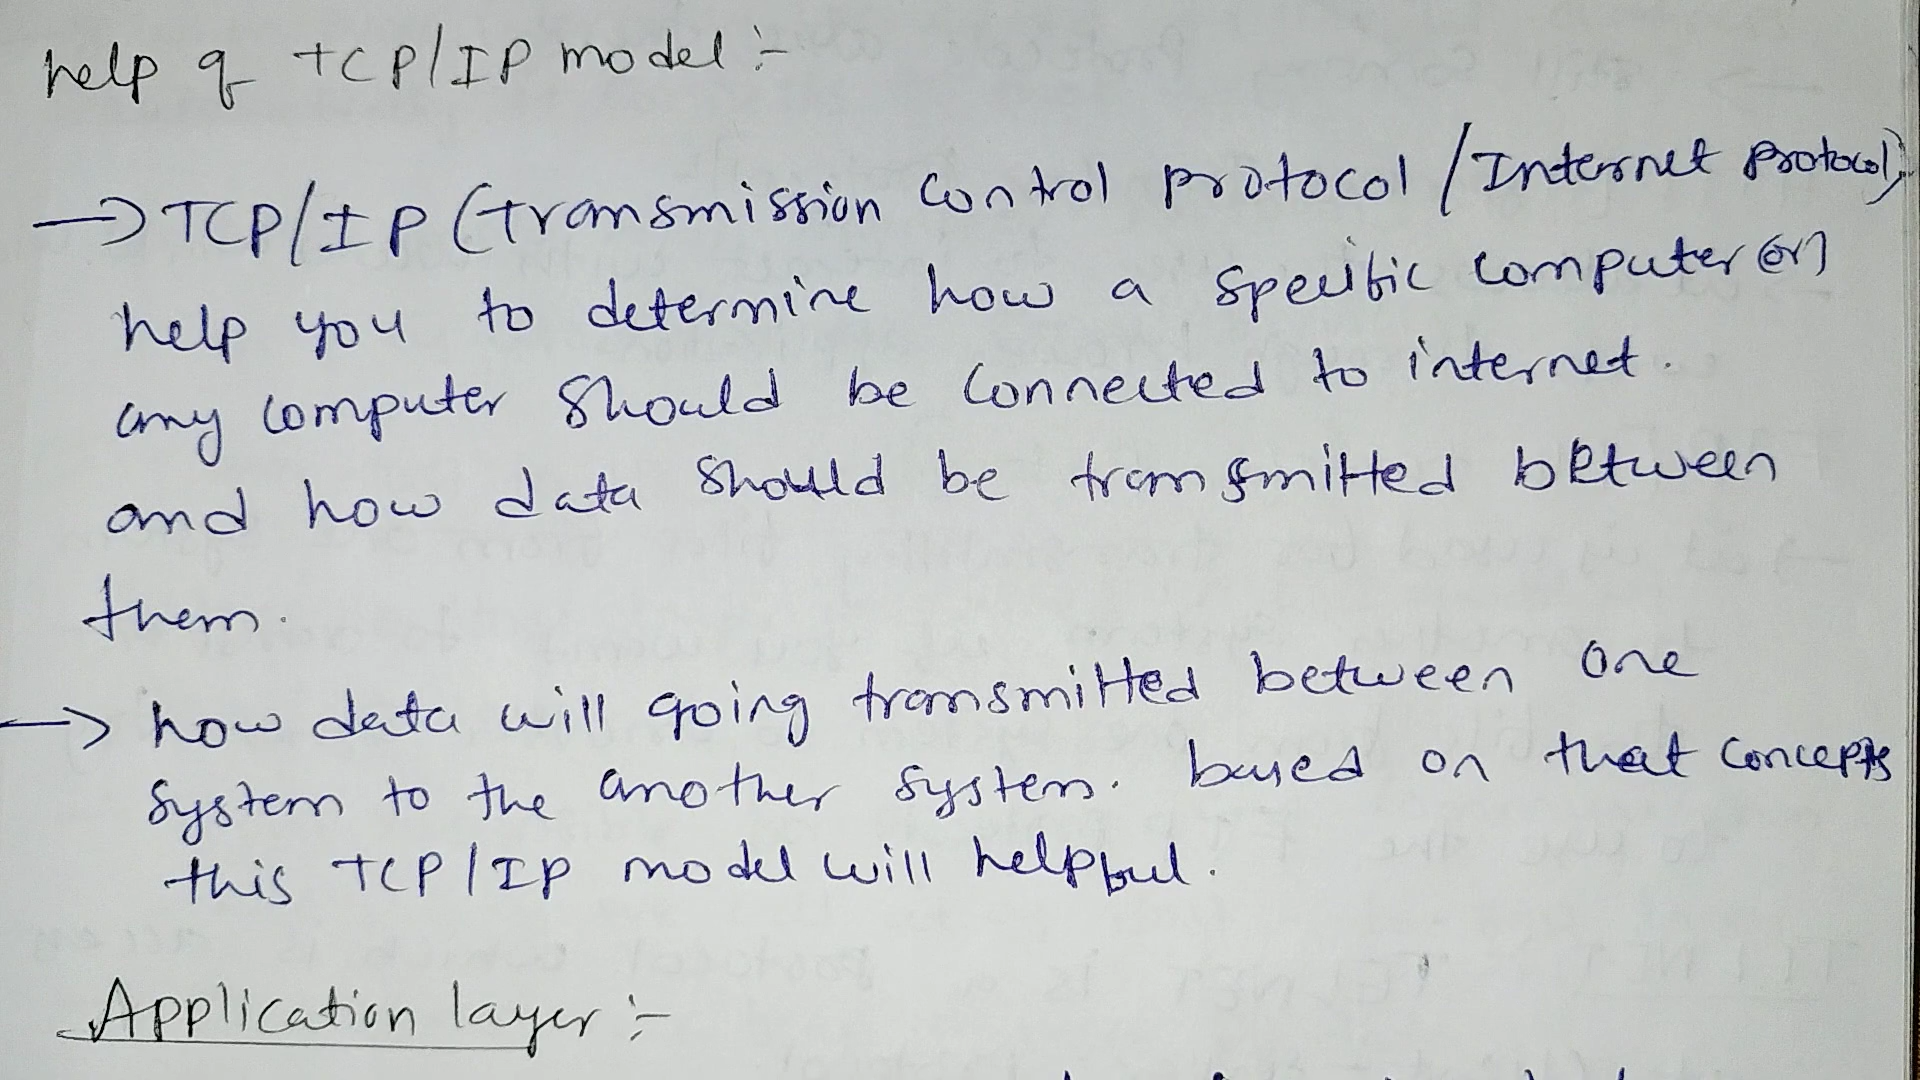 help of TCP/IP model :-
→ TCP/IP (Transmission Control protocol / Internet protocol)
help you to determine how a specific computer (or)
any computer should be connected to internet.
and how data should be transmitted between
them.
→ how data will going transmitted between one
system to the another system. based on that concepts
this TCP/IP model will helpful.
Application layer :-